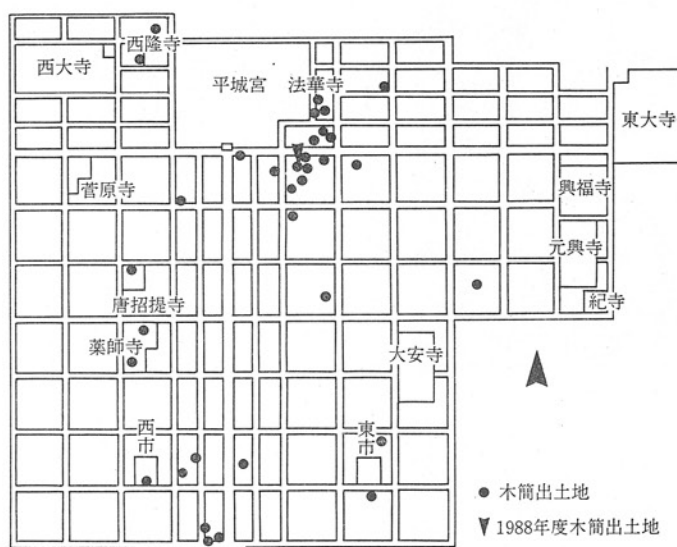 西隆寺
西大寺
平城宮
法華寺
東大寺
菅原寺
興福寺
元興寺
紀寺
唐招提寺
薬師寺
大安寺
西市
東市
木簡出土地
1988年度木簡出土地